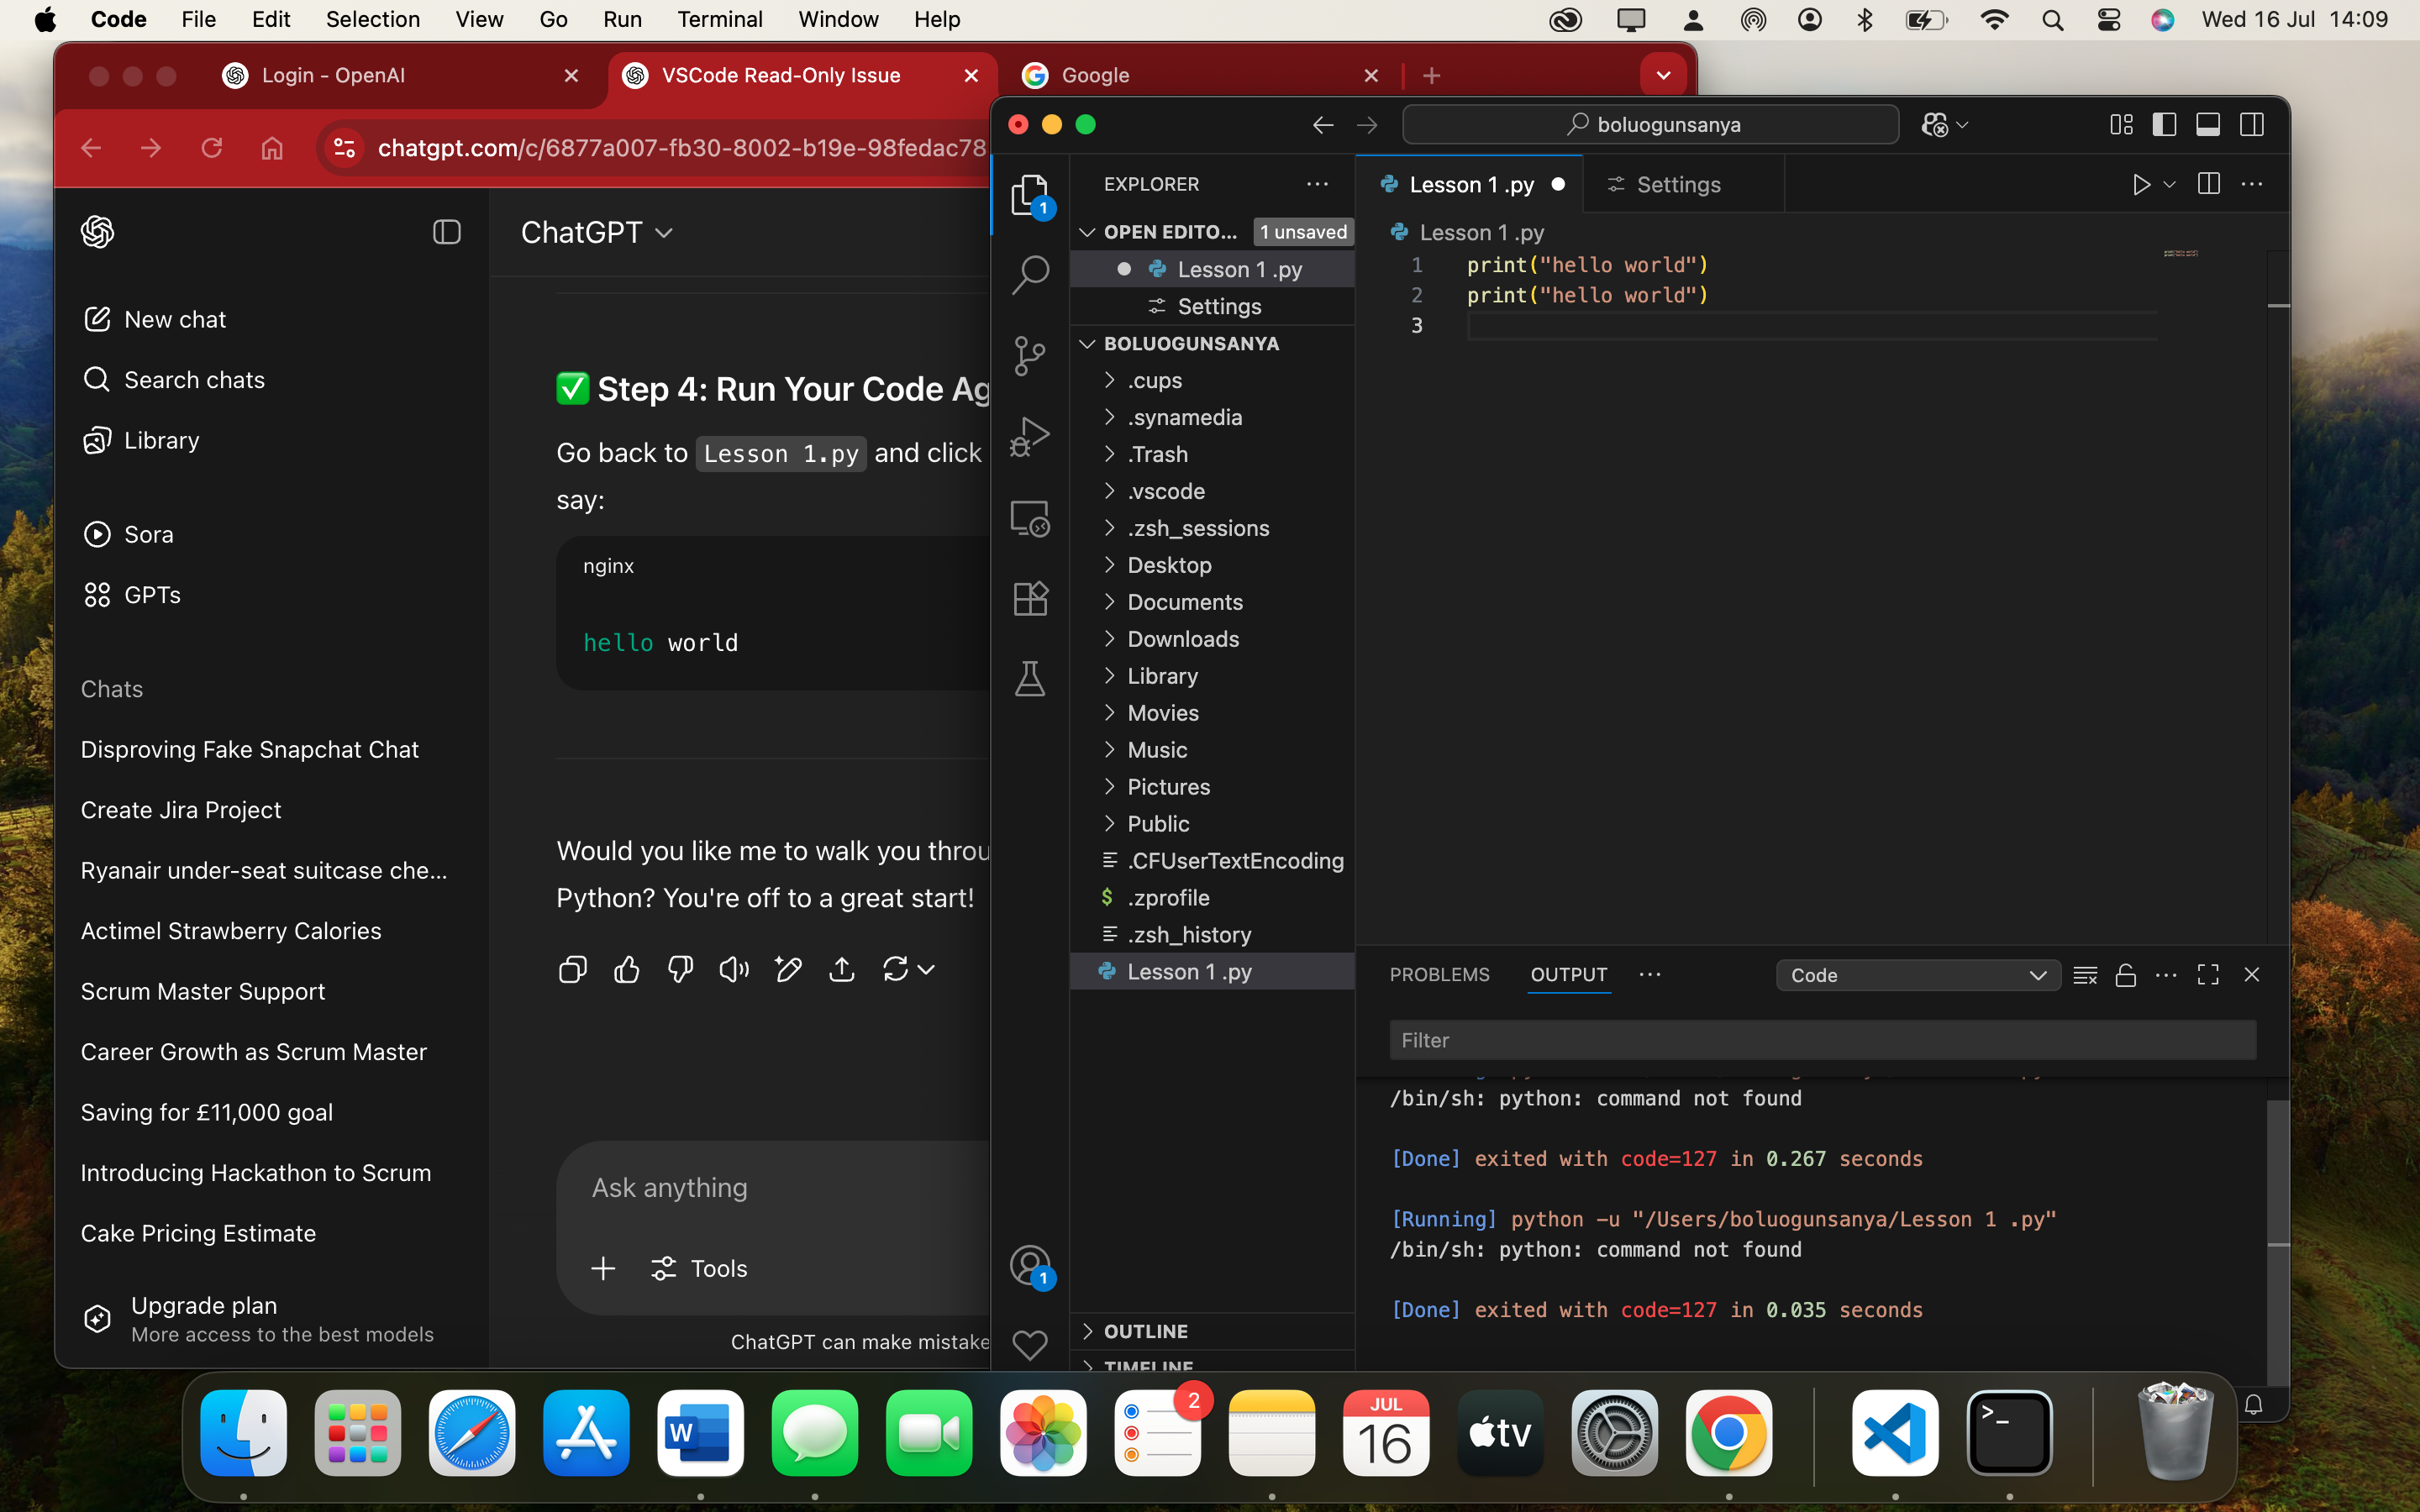 Code File Edit Selection View Go Run Terminal Window Help
Wed 16 Jul 14:09
Login - OpenAI
VSCode Read-Only Issue
Google
chatgpt.com/c/6877a007-fb30-8002-b19e-98fedac78
New chat
Search chats
Library
Sora
GPTs
Chats
Disproving Fake Snapchat Chat
Create Jira Project
Ryanair under-seat suitcase che...
Actimel Strawberry Calories
Scrum Master Support
Career Growth as Scrum Master
Saving for £11,000 goal
Introducing Hackathon to Scrum
Cake Pricing Estimate
Upgrade plan
More access to the best models
ChatGPT
Step 4: Run Your Code Ag
Go back to Lesson 1.py and click
say:
nginx
hello world
Would you like me to walk you throu
Python? You're off to a great start!
Ask anything
Tools
ChatGPT can make mistake
boluogunsanya
EXPLORER
OPEN EDITO... 1 unsaved
Lesson 1 .py
Settings
BOLUOGUNSANYA
.cups
.synamedia
.Trash
.vscode
.zsh_sessions
Desktop
Documents
Downloads
Library
Movies
Music
Pictures
Public
.CFUserTextEncoding
$ .zprofile
.zsh_history
Lesson 1 .py
OUTLINE
TIMELINE
1
1
Lesson 1 .py
Settings
Lesson 1 .py
1 print("hello world")
2 print("hello world")
3
PROBLEMS OUTPUT
Code
Filter
/bin/sh: python: command not found
[Done] exited with code=127 in 0.267 seconds
[Running] python -u "/Users/boluogunsanya/Lesson 1 .py"
/bin/sh: python: command not found
[Done] exited with code=127 in 0.035 seconds
W
2
JUL
16
tv
>_